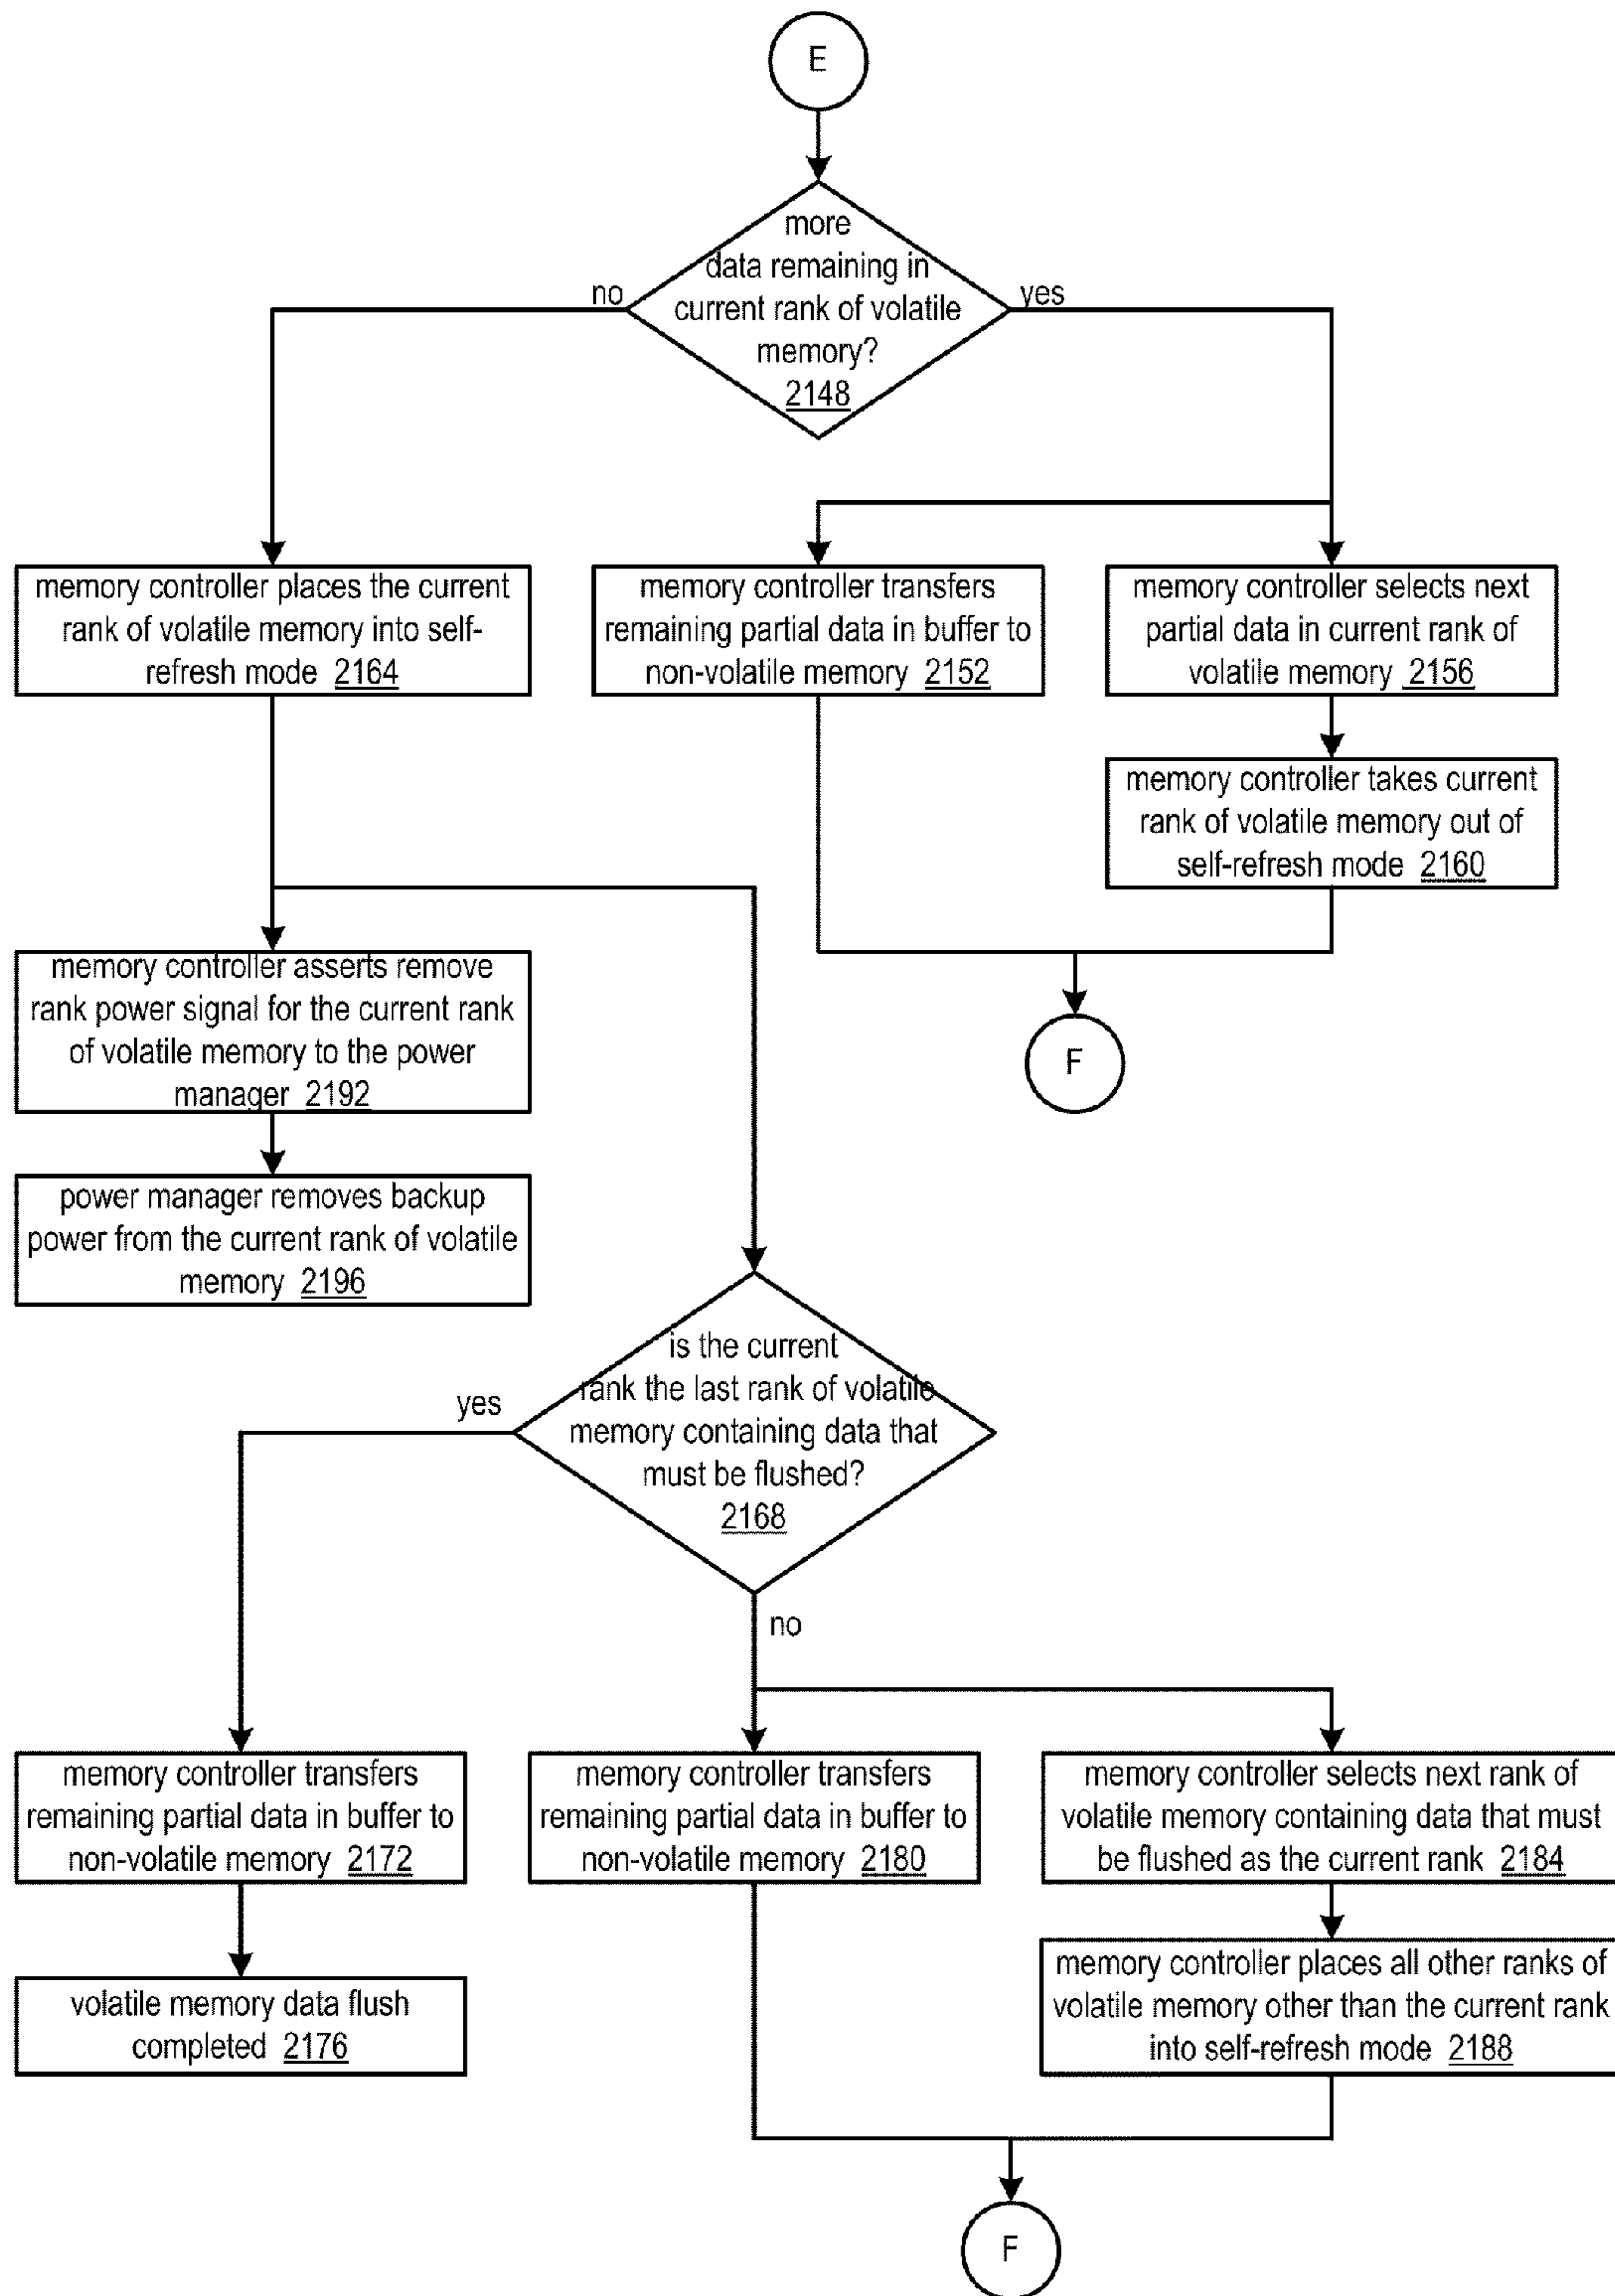 E
more
data remaining in
current rank of volatile
memory?
2148
no
yes
memory controller places the current
rank of volatile memory into self-
refresh mode 2164
memory controller transfers
remaining partial data in buffer to
non-volatile memory 2152
memory controller selects next
partial data in current rank of
volatile memory 2156
memory controller takes current
rank of volatile memory out of
self-refresh mode 2160
F
memory controller asserts remove
rank power signal for the current rank
of volatile memory to the power
manager 2192
power manager removes backup
power from the current rank of volatile
memory 2196
is the current
rank the last rank of volatile
memory containing data that
must be flushed?
2168
yes
no
memory controller transfers
remaining partial data in buffer to
non-volatile memory 2172
volatile memory data flush
completed 2176
memory controller transfers
remaining partial data in buffer to
non-volatile memory 2180
memory controller selects next rank of
volatile memory containing data that must
be flushed as the current rank 2184
memory controller places all other ranks of
volatile memory other than the current rank
into self-refresh mode 2188
F